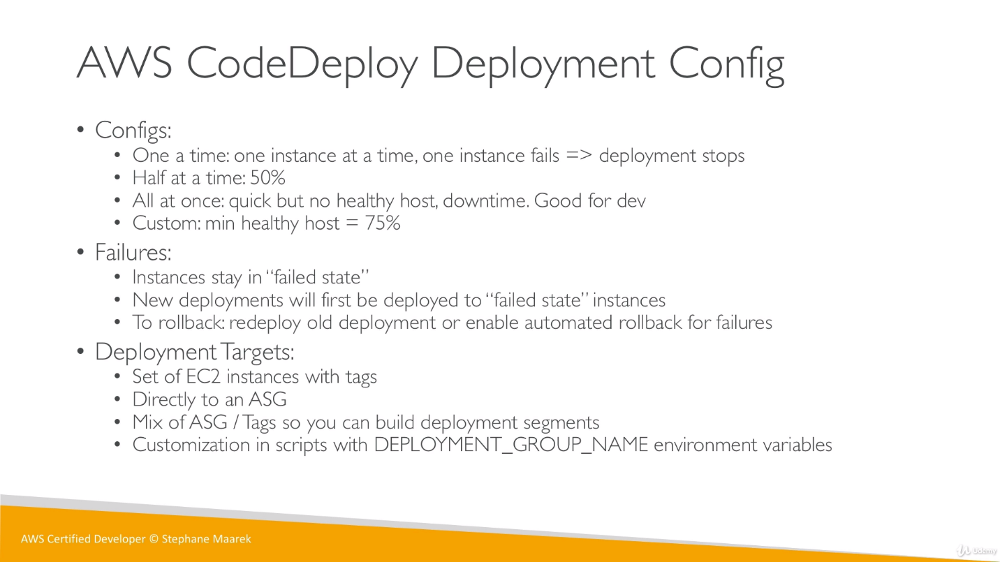 AWS CodeDeploy Deployment Config
• Configs:
• One a time: one instance at a time, one instance fails => deployment stops
• Half at a time: 50%
• All at once: quick but no healthy host, downtime. Good for dev
• Custom: min healthy host = 75%
• Failures:
• Instances stay in “failed state”
• New deployments will first be deployed to “failed state” instances
• To rollback: redeploy old deployment or enable automated rollback for failures
• Deployment Targets:
• Set of EC2 instances with tags
• Directly to an ASG
• Mix of ASG / Tags so you can build deployment segments
• Customization in scripts with DEPLOYMENT_GROUP_NAME environment variables
AWS Certified Developer © Stephane Maarek
Udemy